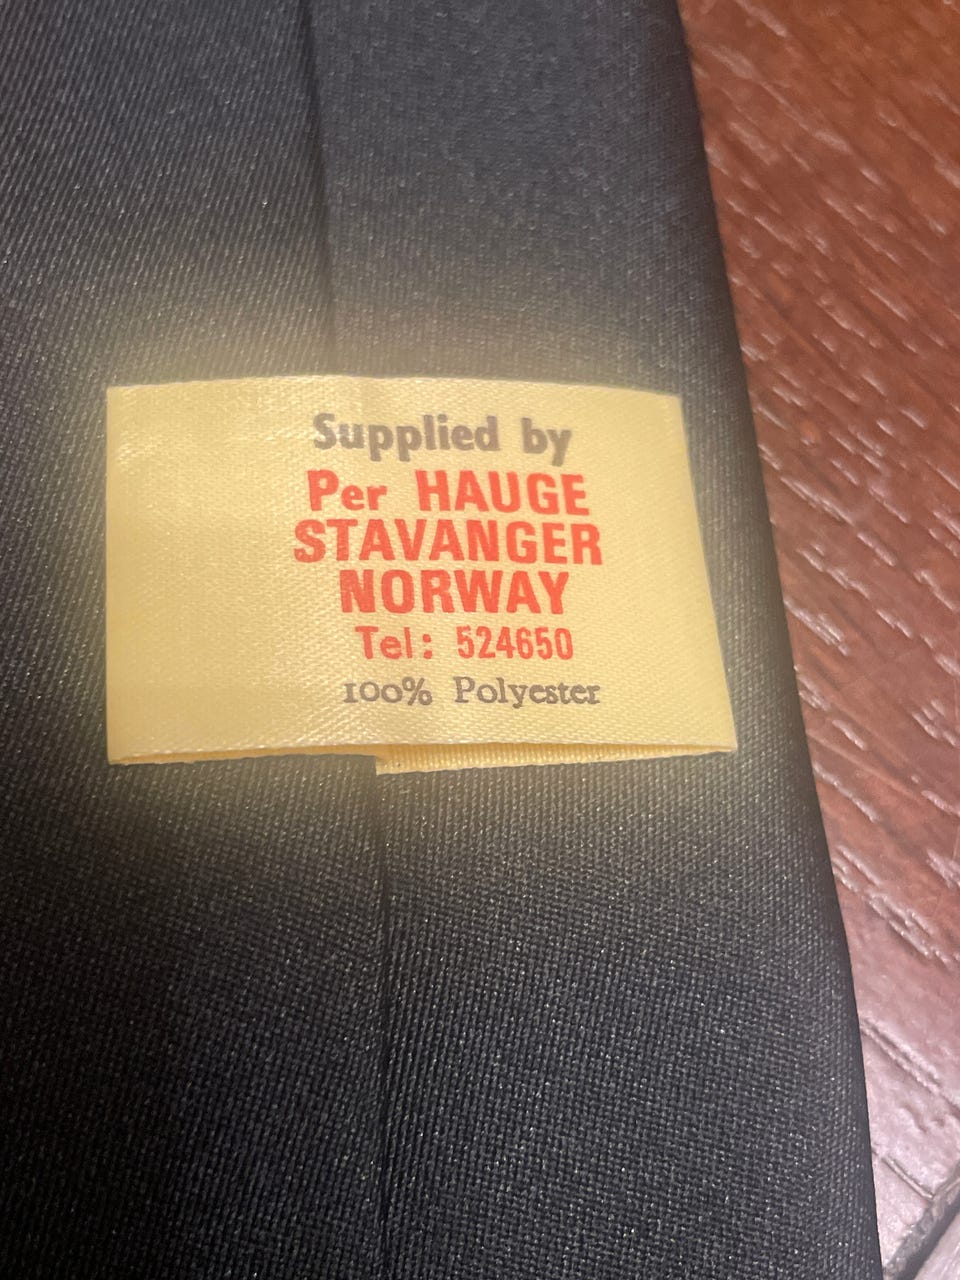 Supplied by
Per HAUGE
STAVANGER
NORWAY
Tel: 524650
100% Polyester